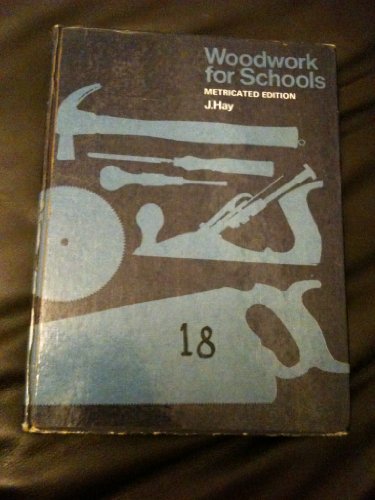 Woodwork
for Schools
METRICATED EDITION
J.Hay
18